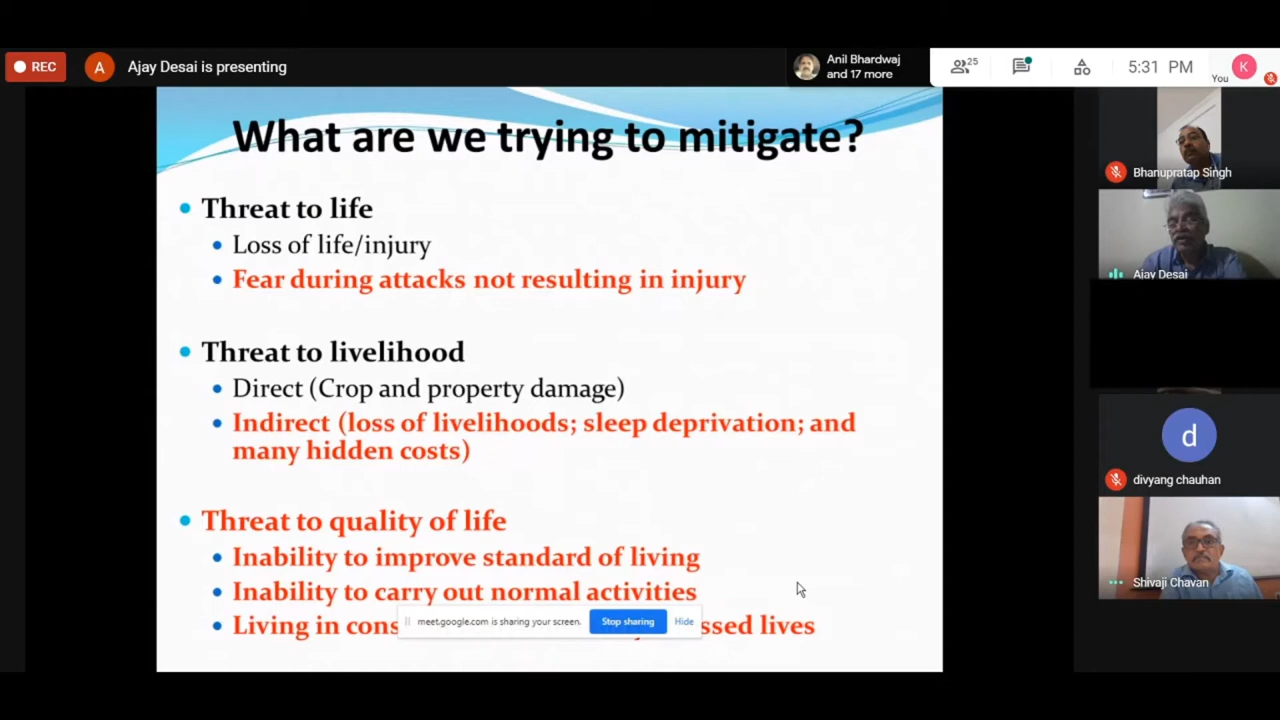 REC
A
Ajay Desai is presenting
Anil Bhardwaj
and 17 more
25
5:31 PM
You
K
What are we trying to mitigate?
Threat to life
Loss of life/injury
Fear during attacks not resulting in injury
Threat to livelihood
Direct (Crop and property damage)
Indirect (loss of livelihoods; sleep deprivation; and
many hidden costs)
Threat to quality of life
Inability to improve standard of living
Inability to carry out normal activities
Living in lives
meet.google.com is sharing your screen.
Stop sharing
Hide
Bhanupratap Singh
Ajay Desai
d
divyang chauhan
Shivaji Chavan